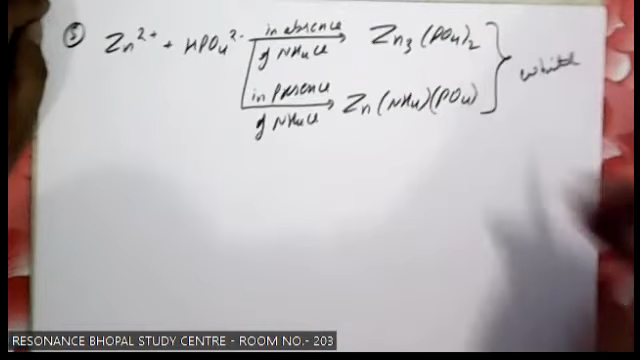 ⑤ Zn²⁺ + HPO₄²⁻ in absence of NH₄Cl → Zn₃(PO₄)₂
in presence of NH₄Cl → Zn(NH₄)(PO₄)
white
RESONANCE BHOPAL STUDY CENTRE - ROOM NO.- 203